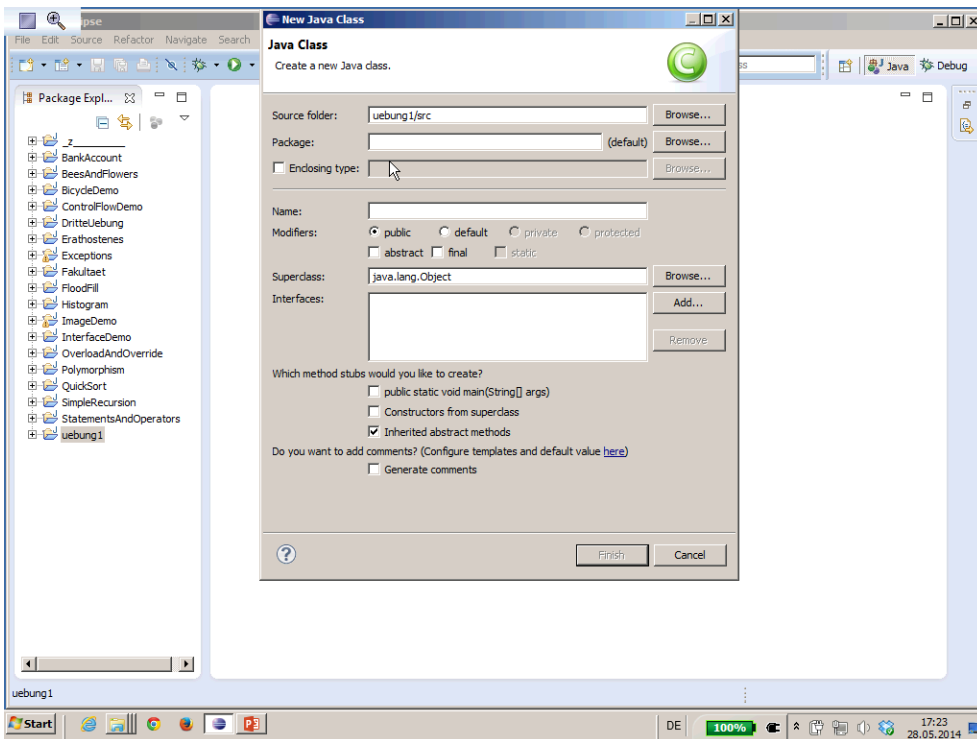 pse
New Java Class
File Edit Source Refactor Navigate Search
Java Class
Create a new Java class.
ss
Java
Debug
Package Expl...
Source folder:
uebung1/src
Browse...
Package:
(default)
Browse...
Enclosing type:
Browse...
Name:
Modifiers:
public default private protected
abstract final static
Superclass:
java.lang.Object
Browse...
Interfaces:
Add...
Remove
Which method stubs would you like to create?
public static void main(String[] args)
Constructors from superclass
Inherited abstract methods
Do you want to add comments? (Configure templates and default value here)
Generate comments
?
Finish
Cancel
_z_________
BankAccount
BeesAndFlowers
BicydeDemo
ControlFlowDemo
DritteUebung
Erathostenes
Exceptions
Fakultaet
FloodFill
Histogram
ImageDemo
InterfaceDemo
OverloadAndOverride
Polymorphism
QuickSort
SimpleRecursion
StatementsAndOperators
uebung1
uebung1
Start
DE
100%
17:23
28.05.2014